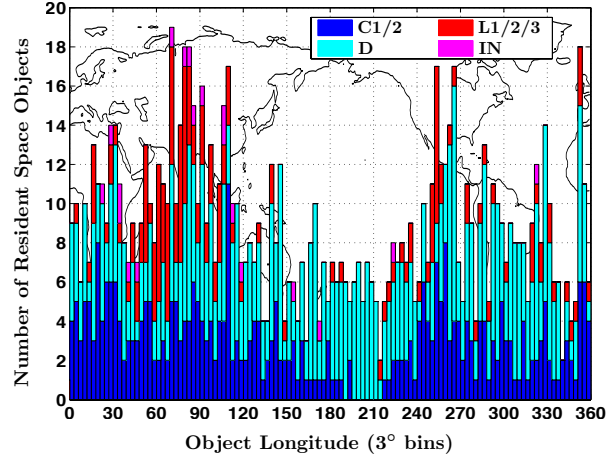 Number of Resident Space Objects
20
18
16
14
12
10
8
6
4
2
0
C1/2
L1/2/3
D
IN
0 30 60 90 120 150 180 210 240 270 300 330 360
Object Longitude (3° bins)